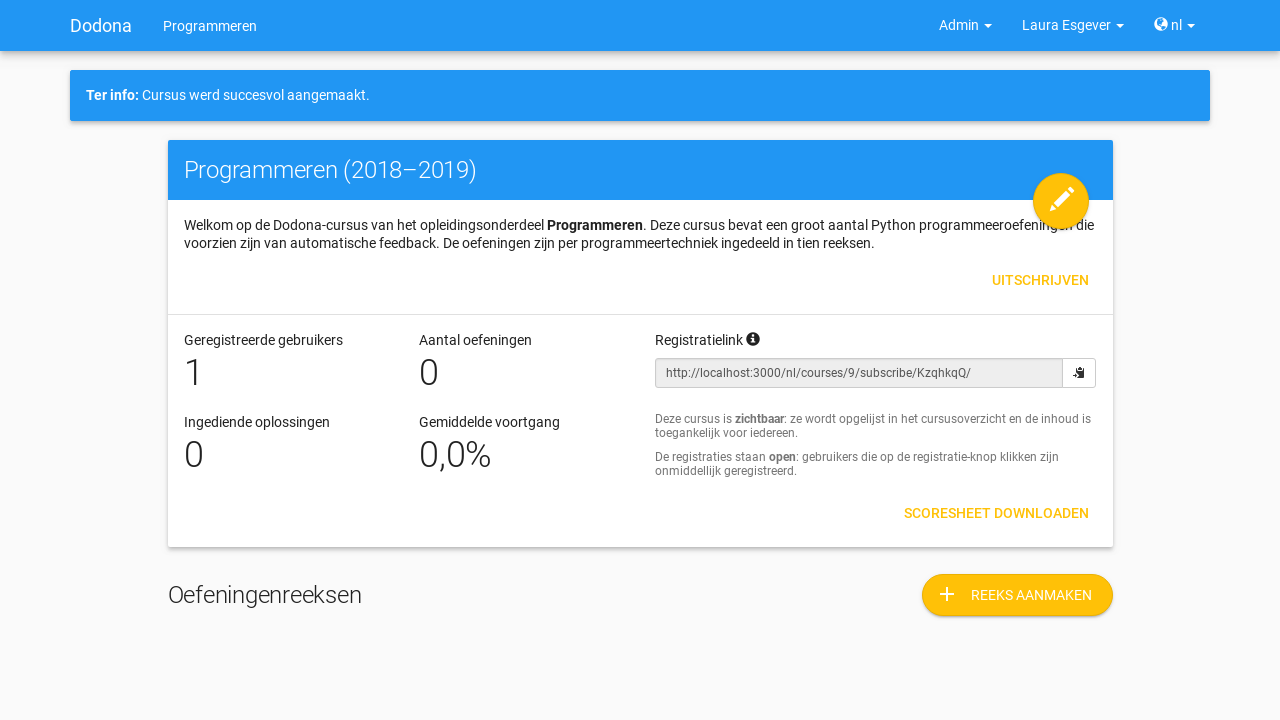 Dodona
Programmeren
Admin
Laura Esgever
nl
Ter info: Cursus werd succesvol aangemaakt.
Programmeren (2018–2019)
Welkom op de Dodona-cursus van het opleidingsonderdeel Programmeren. Deze cursus bevat een groot aantal Python programmeeroefeningen die
voorzien zijn van automatische feedback. De oefeningen zijn per programmeertechniek ingedeeld in tien reeksen.
UITSCHRIJVEN
Geregistreerde gebruikers
1
Aantal oefeningen
0
Ingediende oplossingen
0
Gemiddelde voortgang
0,0%
Registratielink
http://localhost:3000/nl/courses/9/subscribe/KzqhkqQ/
Deze cursus is zichtbaar: ze wordt opgelijst in het cursusoverzicht en de inhoud is
toegankelijk voor iedereen.
De registraties staan open: gebruikers die op de registratie-knop klikken zijn
onmiddellijk geregistreerd.
SCORESHEET DOWNLOADEN
Oefeningenreeksen
REEKS AANMAKEN